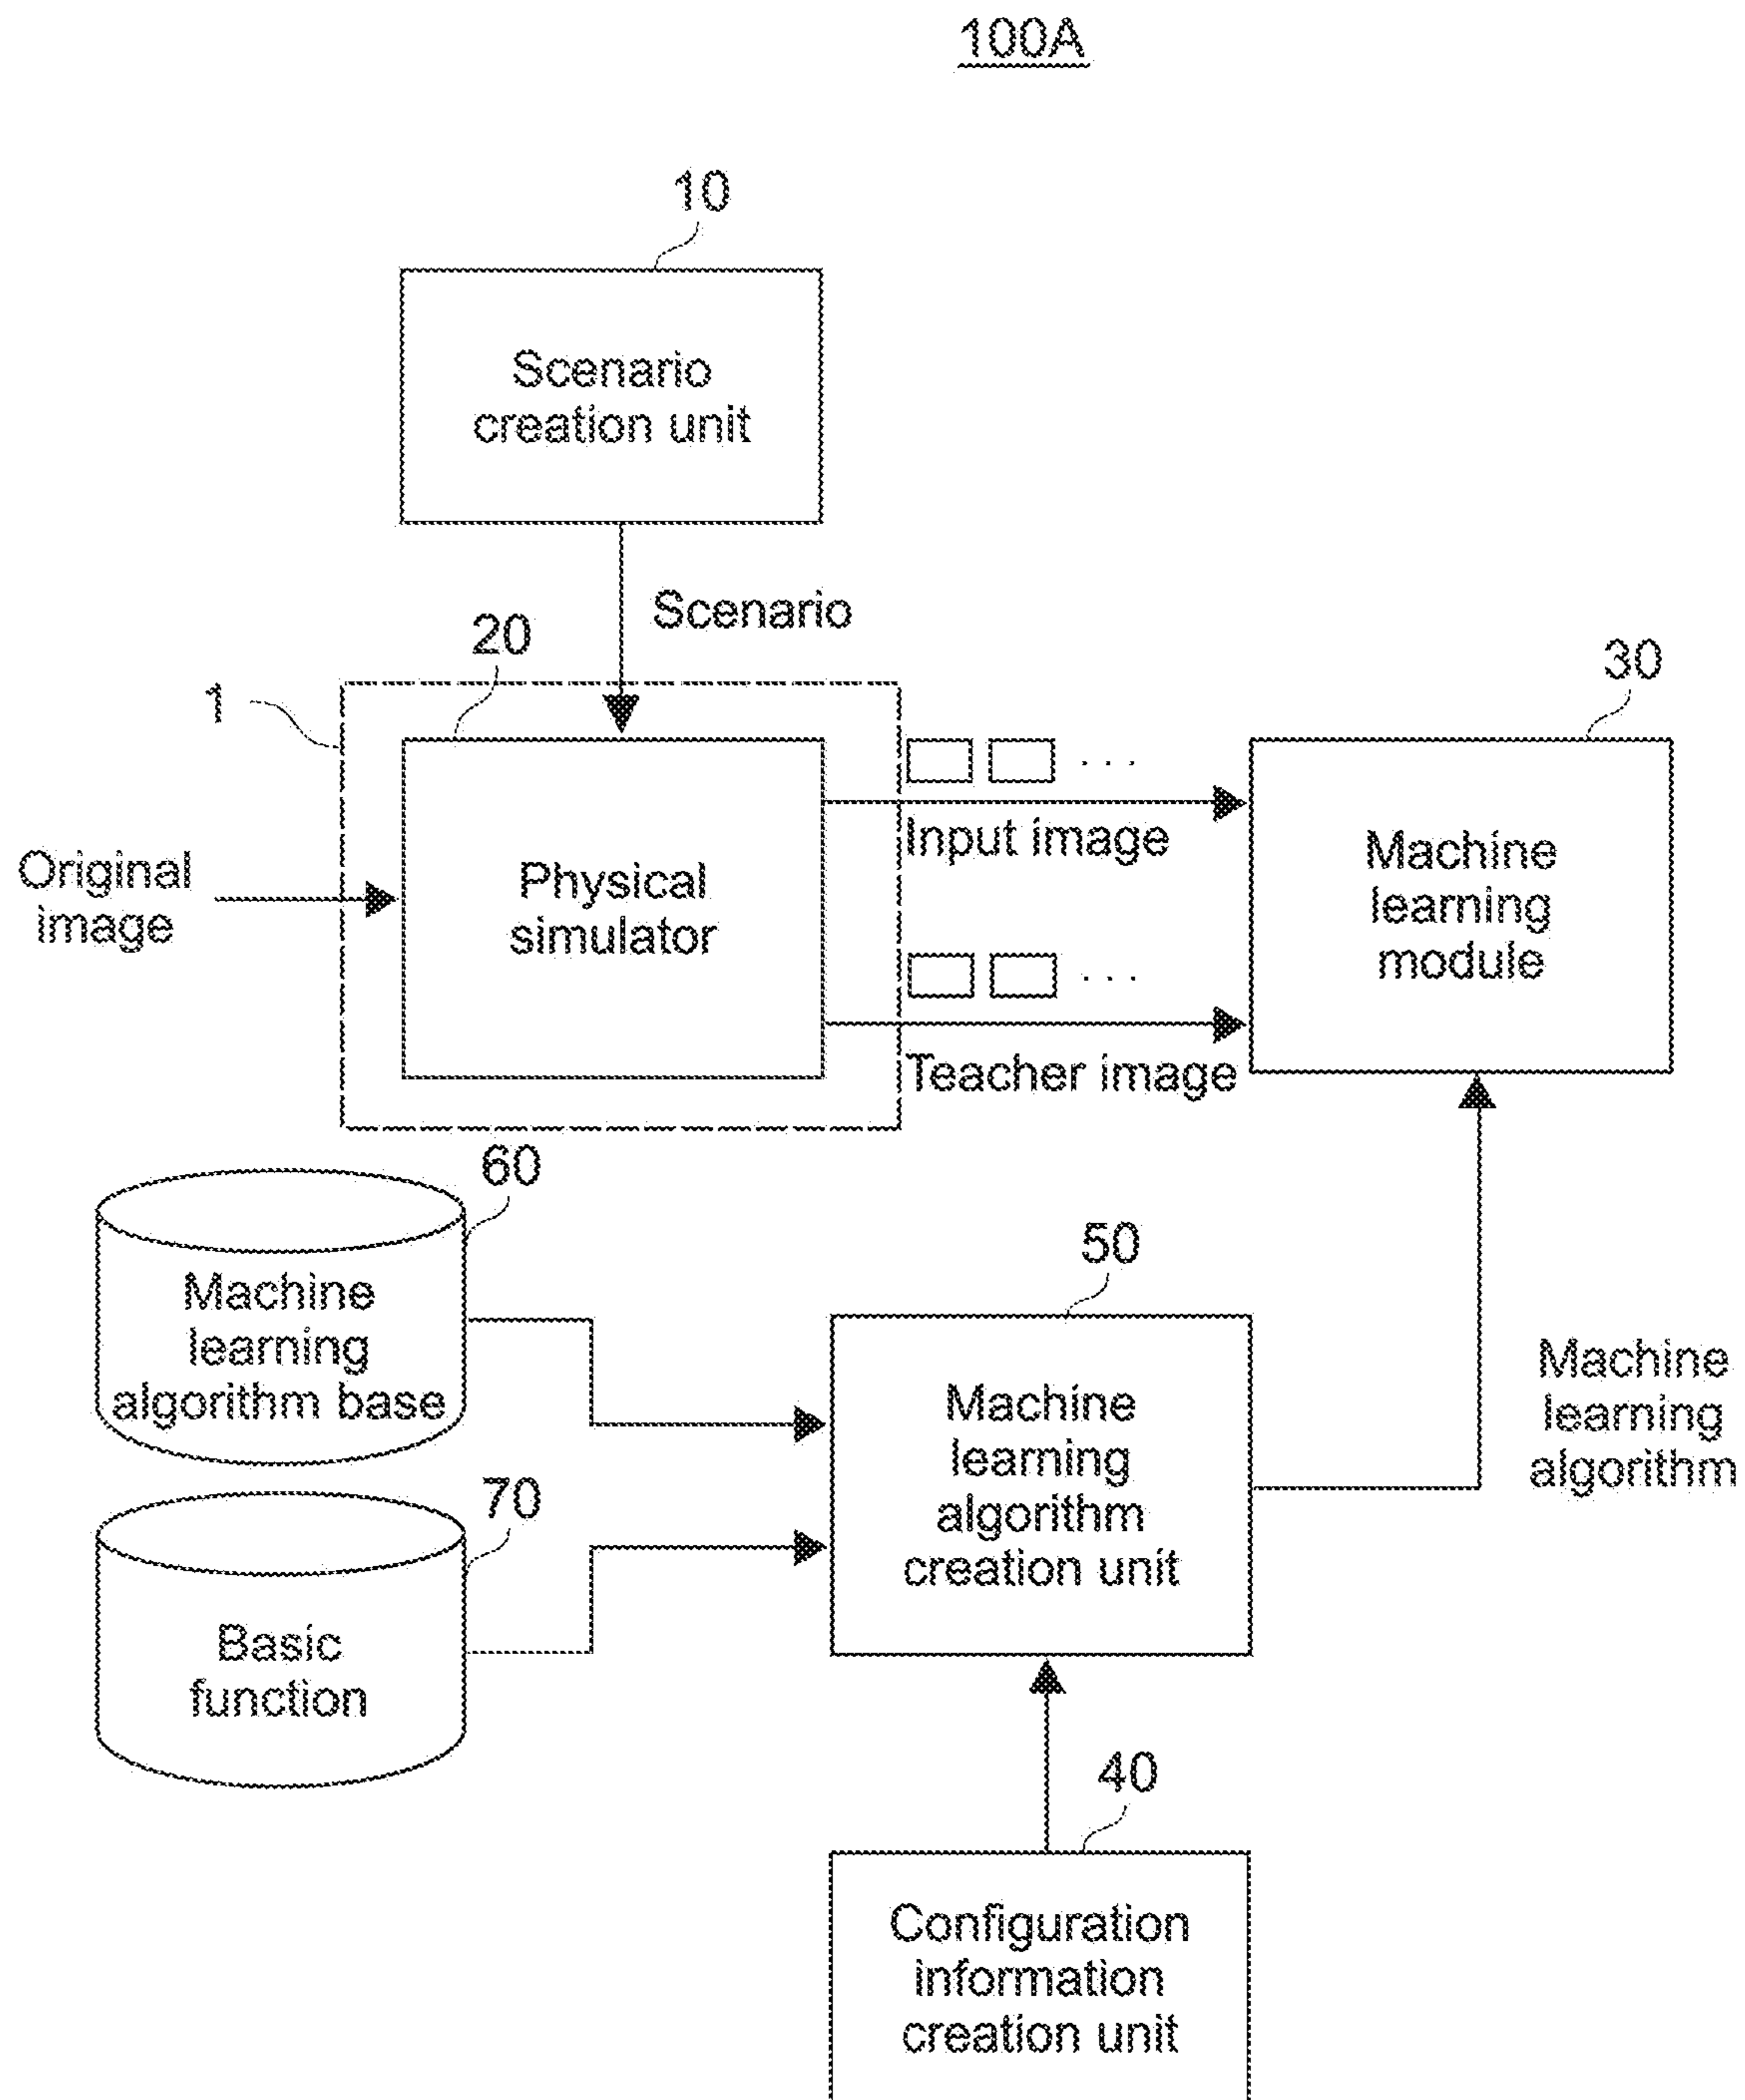 100A
10
Scenario
creation unit
Scenario
20
1
30
Original
image
Physical
simulator
. . .
Input image
. . .
Teacher image
Machine
learning
module
60
Machine
learning
algorithm base
50
Machine
learning
algorithm
creation unit
Machine
learning
algorithm
70
Basic
function
40
Configuration
information
creation unit